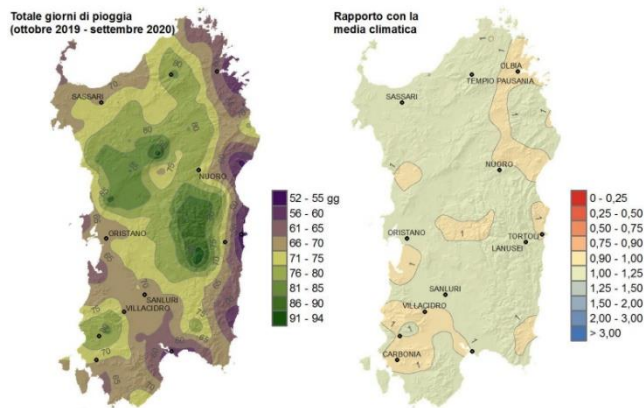 Totale giorni di pioggia
(ottobre 2019 - settembre 2020)
SASSARI
NUORO
ORISTANO
SANLURI
VILLACIDRO
52 - 55 gg
56 - 60
61 - 65
66 - 70
71 - 75
76 - 80
81 - 85
86 - 90
91 - 94
Rapporto con la
media climatica
OLBIA
TEMPIO PAUSANIA
SASSARI
NUORO
ORISTANO
TORTOLI
LANUSEI
SANLURI
VILLACIDRO
CARBONIA
0 - 0,25
0,25 - 0,50
0,50 - 0,75
0,75 - 0,90
0,90 - 1,00
1,00 - 1,25
1,25 - 1,50
1,50 - 2,00
2,00 - 3,00
> 3,00